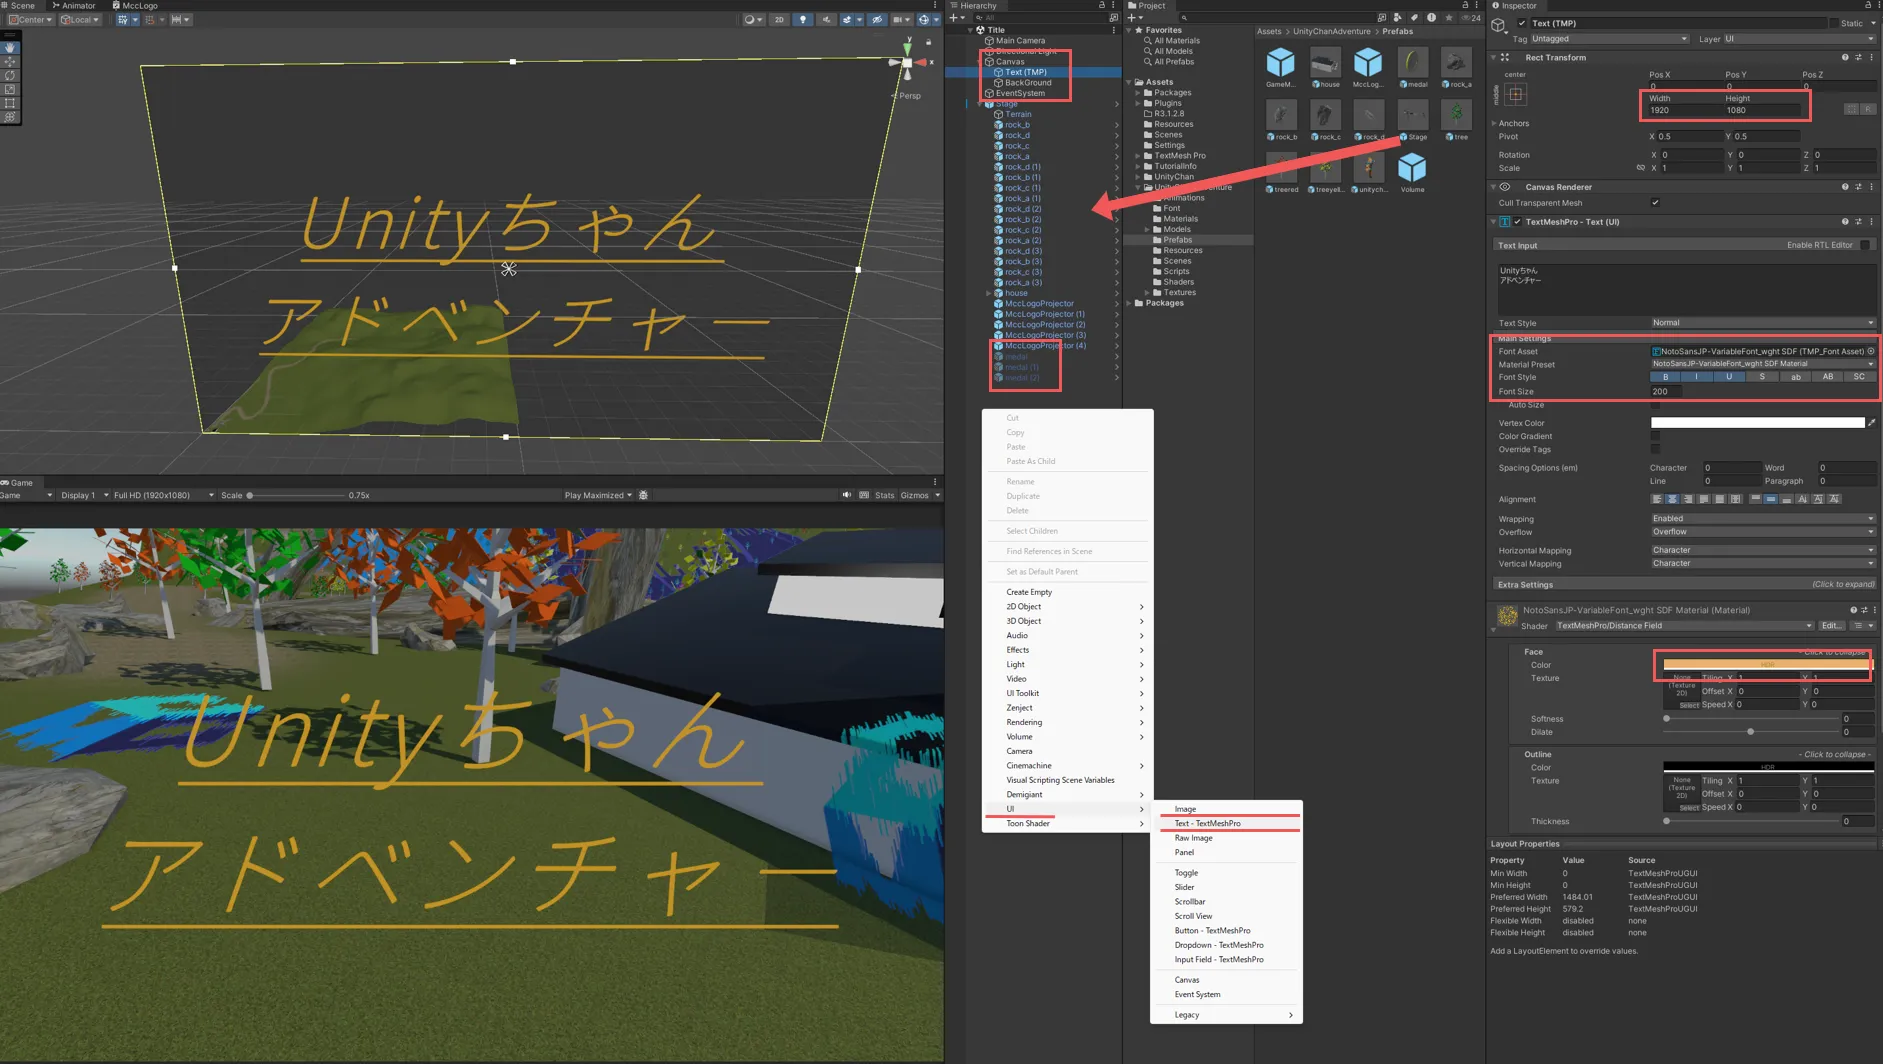 Scene
Animator
MccLogo
Center
Local
2D
y
x
Persp
Unityちゃん
アドベンチャー
Game
Game
Display 1
Full HD (1920x1080)
Scale
0.75x
Play Maximized
Stats
Gizmos
Unityちゃん
アドベンチャー
Hierarchy
All
Title
Main Camera
Directional Light
Canvas
Text (TMP)
BackGround
EventSystem
Stage
Terrain
rock_b
rock_d
rock_c
rock_a
rock_d (1)
rock_b (1)
rock_c (1)
rock_a (1)
rock_d (2)
rock_b (2)
rock_c (2)
rock_a (2)
rock_d (3)
rock_b (3)
rock_c (3)
rock_a (3)
house
MccLogoProjector
MccLogoProjector (1)
MccLogoProjector (2)
MccLogoProjector (3)
MccLogoProjector (4)
medal
medal (1)
medal (2)
Cut
Copy
Paste
Paste As Child
Rename
Duplicate
Delete
Select Children
Find References in Scene
Set as Default Parent
Create Empty
2D Object
3D Object
Audio
Effects
Light
Video
UI Toolkit
Zenject
Rendering
Volume
Camera
Cinemachine
Visual Scripting Scene Variables
Demigiant
UI
Toon Shader
Image
Text - TextMeshPro
Raw Image
Panel
Toggle
Slider
Scrollbar
Scroll View
Button - TextMeshPro
Dropdown - TextMeshPro
Input Field - TextMeshPro
Canvas
Event System
Legacy
Project
24
Favorites
All Materials
All Models
All Prefabs
Assets
Packages
Plugins
R3.1.2.8
Resources
Scenes
Settings
TextMesh Pro
TutorialInfo
UnityChan
Animations
Font
Materials
Models
Prefabs
Resources
Scenes
Scripts
Shaders
Textures
Packages
Assets > UnityChanAdventure > Prefabs
GameM...
house
MccLog...
medal
rock_a
rock_b
rock_c
rock_d
Stage
tree
treered
treeyell...
unitych...
Volume
Inspector
Text (TMP)
Static
Tag Untagged
Layer UI
Rect Transform
center
middle
Pos X Pos Y Pos Z
0 0 0
Width Height
1920 1080
R
Anchors
Pivot X 0.5 Y 0.5
Rotation X 0 Y 0 Z 0
Scale X 1 Y 1 Z 1
Canvas Renderer
Cull Transparent Mesh
TextMeshPro - Text (UI)
Text Input
Enable RTL Editor
Unityちゃん
アドベンチャー
Text Style Normal
Main Settings
Font Asset NotoSansJP-VariableFont_wght SDF (TMP_Font Asset)
Material Preset NotoSansJP-VariableFont_wght SDF Material
Font Style B I U S ab AB SC
Font Size 200
Auto Size
Vertex Color
Color Gradient
Override Tags
Spacing Options (em) Character 0 Word 0
Line 0 Paragraph 0
Alignment
Wrapping Enabled
Overflow Overflow
Horizontal Mapping Character
Vertical Mapping Character
Extra Settings (Click to expand)
NotoSansJP-VariableFont_wght SDF Material (Material)
Shader TextMeshPro/Distance Field Edit...
Face - Click to collapse -
Color HDR
Texture None (Texture 2D) Select
Tiling X 1 Y 1
Offset X 0 Y 0
Speed X 0 Y 0
Softness 0
Dilate 0
Outline - Click to collapse -
Color HDR
Texture None (Texture 2D) Select
Tiling X 1 Y 1
Offset X 0 Y 0
Speed X 0 Y 0
Thickness 0
Layout Properties
Property Value Source
Min Width 0 TextMeshProUGUI
Min Height 0 TextMeshProUGUI
Preferred Width 1484.01 TextMeshProUGUI
Preferred Height 579.2 TextMeshProUGUI
Flexible Width disabled none
Flexible Height disabled none
Add a LayoutElement to override values.